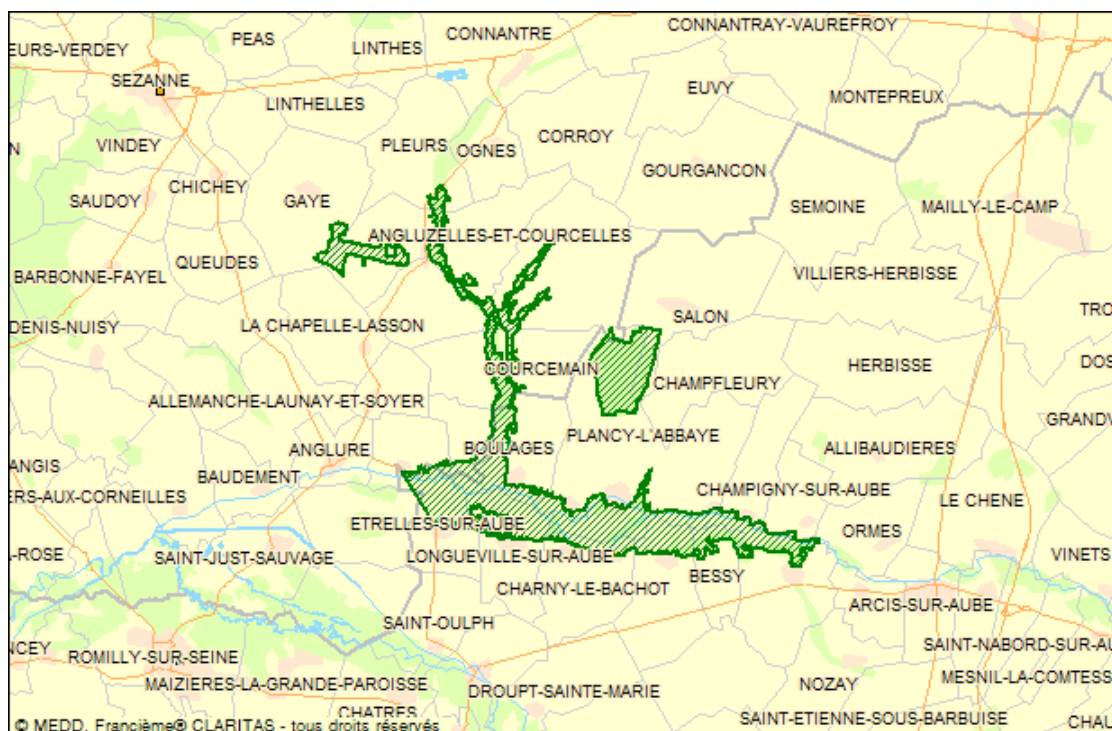 CONNANTRAY-VAUREFROY
PEAS
CONNANTRE
EURS-VERDEY
LINTHES
SEZANNE
EUVY
MONTEPREUX
LINTHELLES
CORROY
VINDEY
PLEURS
OGNES
GOURGANCON
CHICHEY
SAUDOY
GAYE
SEMOINE
MAILLY-LE-CAMP
ANGLUZELLES-ET-COURCELLES
QUEUDES
BARBONNE-FAYEL
VILLIERS-HERBISSE
TRO
SALON
DENIS-NUISY
LA CHAPELLE-LASSON
COURCEMAIN
HERBISSE
DOS
CHAMPFLEURY
ALLEMANCHE-LAUNAY-ET-SOYER
GRANDV
PLANCY-L'ABBAYE
ANGLURE
BOULAGES
ALLIBAUDIERES
ANGIS
BAUDEMENT
CHAMPIGNY-SUR-AUBE
ERS-AUX-CORNEILLES
LE CHENE
ETRELLES-SUR-AUBE
ORMES
A-ROSE
SAINT-JUST-SAUVAGE
LONGUEVILLE-SUR-AUBE
VINETS
BESSY
CHARNY-LE-BACHOT
ARCIS-SUR-AUBE
SAINT-OULPH
SAINT-NABORD-SUR-AU
NCEY
ROMILLY-SUR-SEINE
MESNIL-LA-COMTESS
MAIZIERES-LA-GRANDE-PAROISSE
NOZAY
DROUPT-SAINTE-MARIE
CHATRES
SAINT-ETIENNE-SOUS-BARBUISE
CHAU
© MEDD, Francième® CLARITAS - tous droits réservés